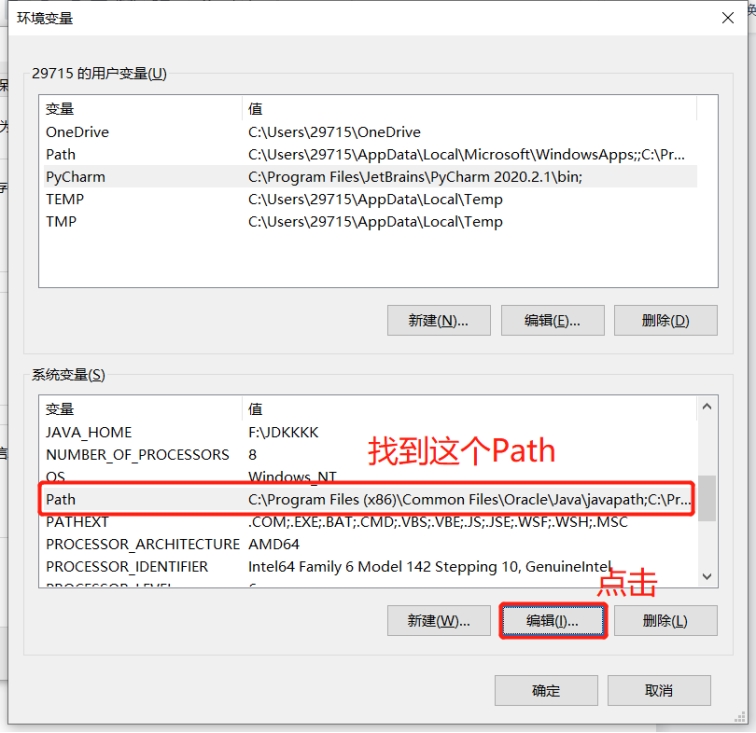 环境变量
29715 的用户变量(U)
变量 值
OneDrive C:\Users\29715\OneDrive
Path C:\Users\29715\AppData\Local\Microsoft\WindowsApps;;C:\Pr...
PyCharm C:\Program Files\JetBrains\PyCharm 2020.2.1\bin;
TEMP C:\Users\29715\AppData\Local\Temp
TMP C:\Users\29715\AppData\Local\Temp
新建(N)... 编辑(E)... 删除(D)
系统变量(S)
变量 值
JAVA_HOME F:\JDKKKK
NUMBER_OF_PROCESSORS 8
找到这个Path
OS Windows_NT
Path C:\Program Files (x86)\Common Files\Oracle\Java\javapath;C:\Pr...
PATHEXT .COM;.EXE;.BAT;.CMD;.VBS;.VBE;.JS;.JSE;.WSF;.WSH;.MSC
PROCESSOR_ARCHITECTURE AMD64
PROCESSOR_IDENTIFIER Intel64 Family 6 Model 142 Stepping 10, GenuineIntel
点击
新建(W)... 编辑(I)... 删除(L)
确定 取消